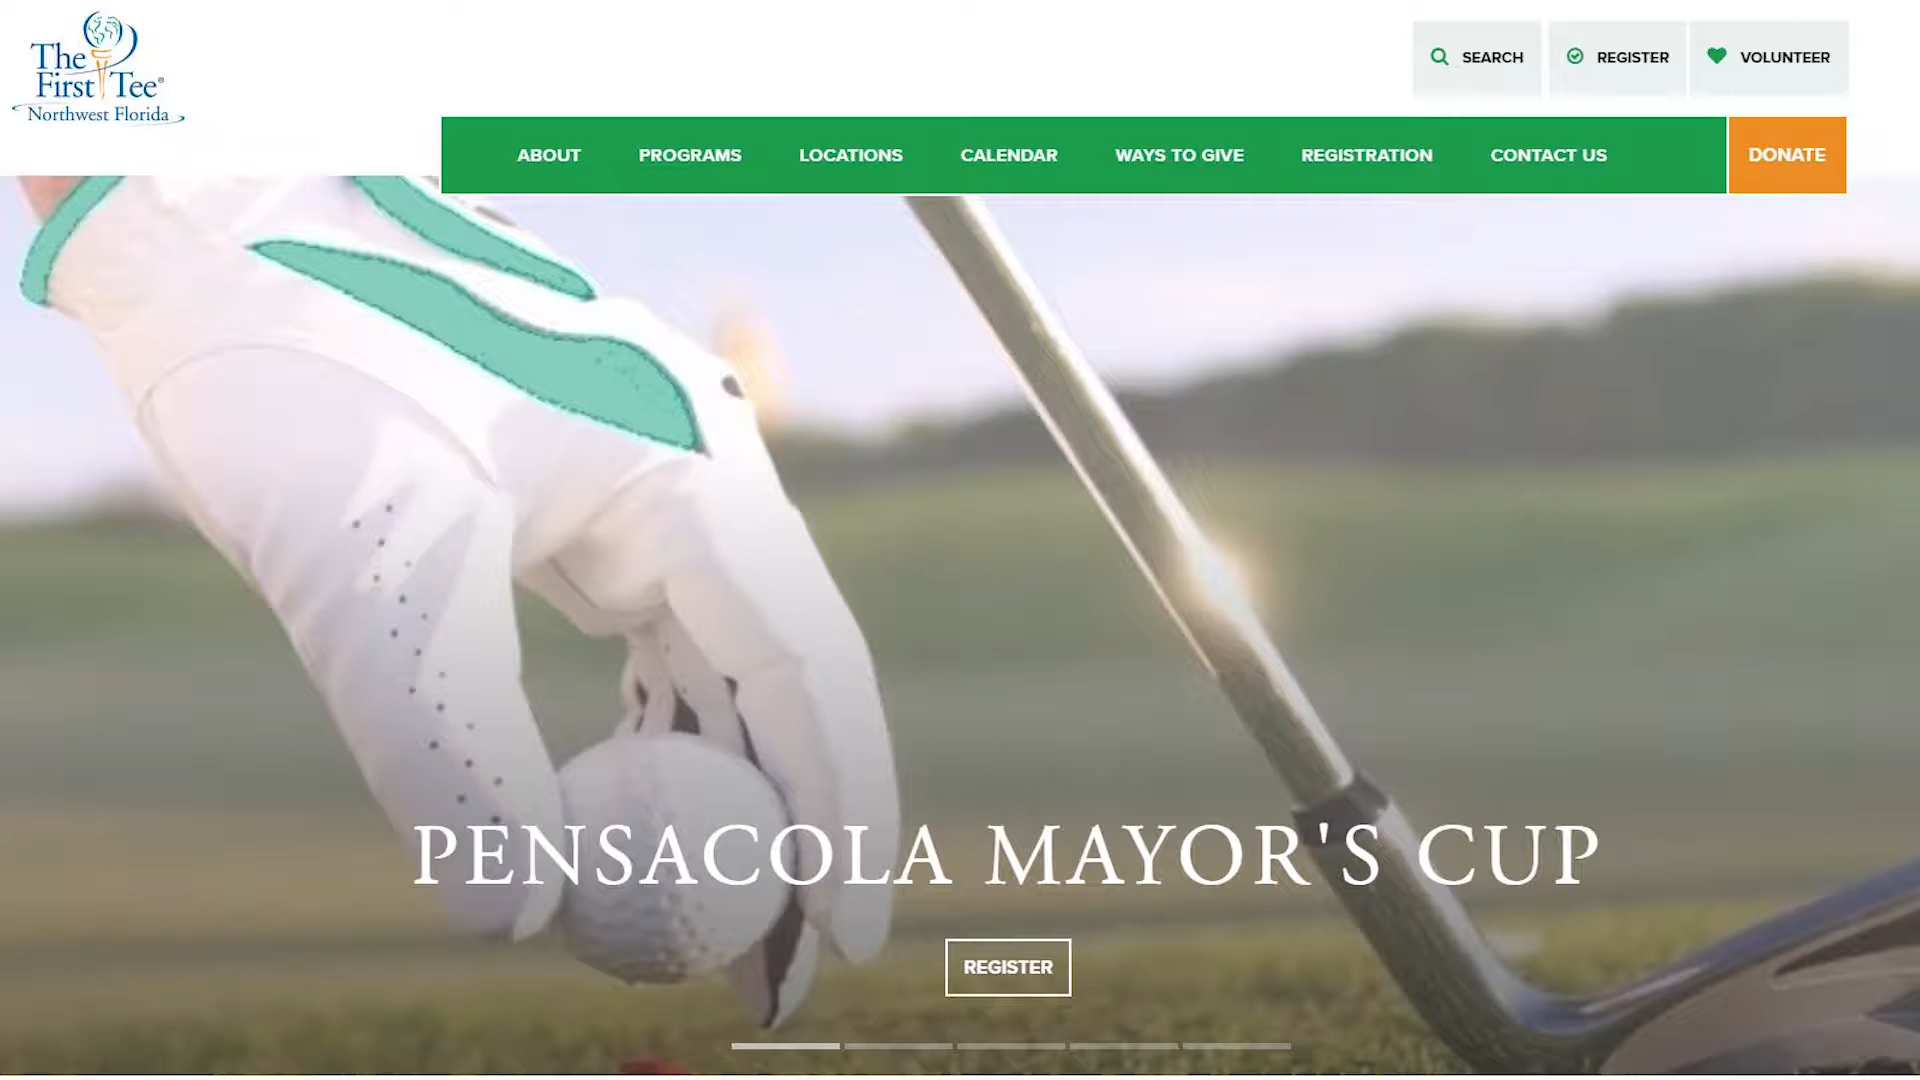 The
First Tee®
Northwest Florida
SEARCH
REGISTER
VOLUNTEER
ABOUT
PROGRAMS
LOCATIONS
CALENDAR
WAYS TO GIVE
REGISTRATION
CONTACT US
DONATE
PENSACOLA MAYOR'S CUP
REGISTER